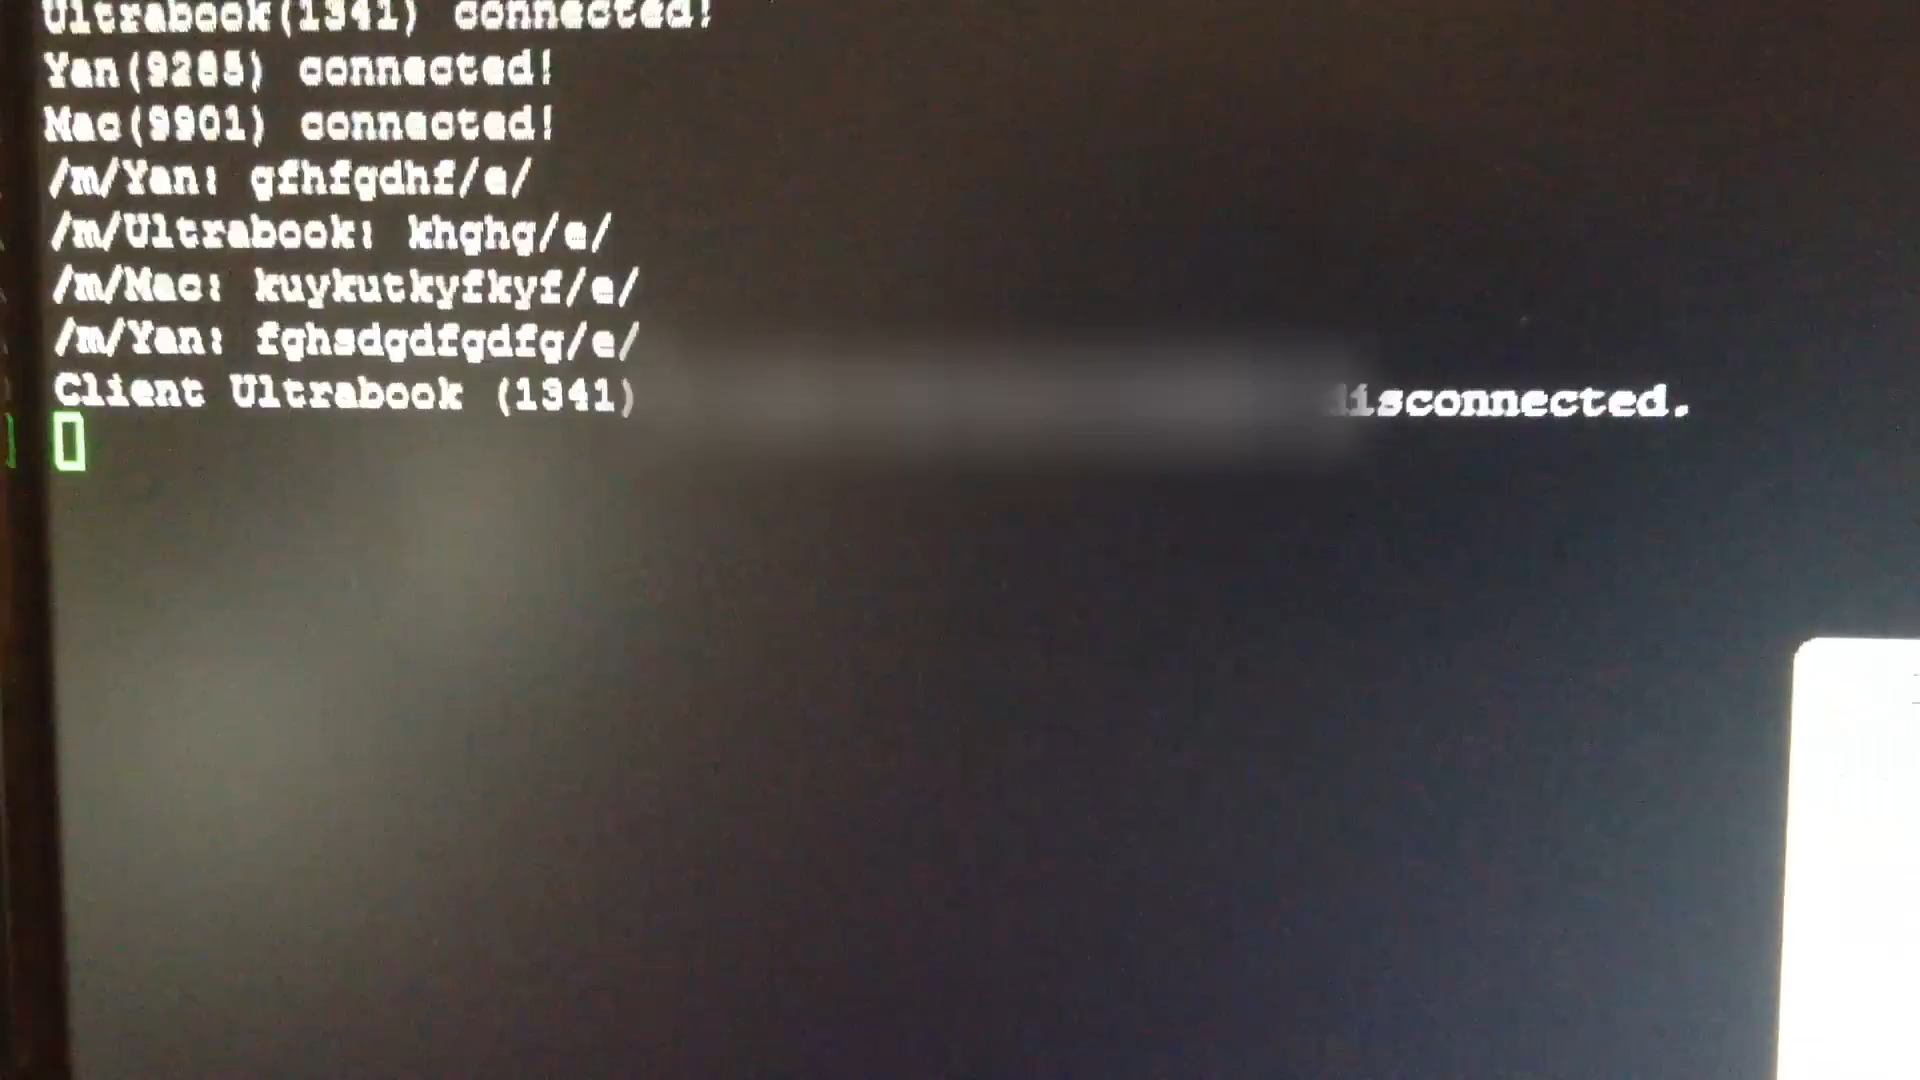 Ultrabook(1341) connected!
Yan(9285) connected!
Mac(9901) connected!
/m/Yan: gfhfgdhf/e/
/m/Ultrabook: khghg/e/
/m/Mac: kuykutkyfkyf/e/
/m/Yan: fghsdgdfgdfg/e/
Client Ultrabook (1341) disconnected.